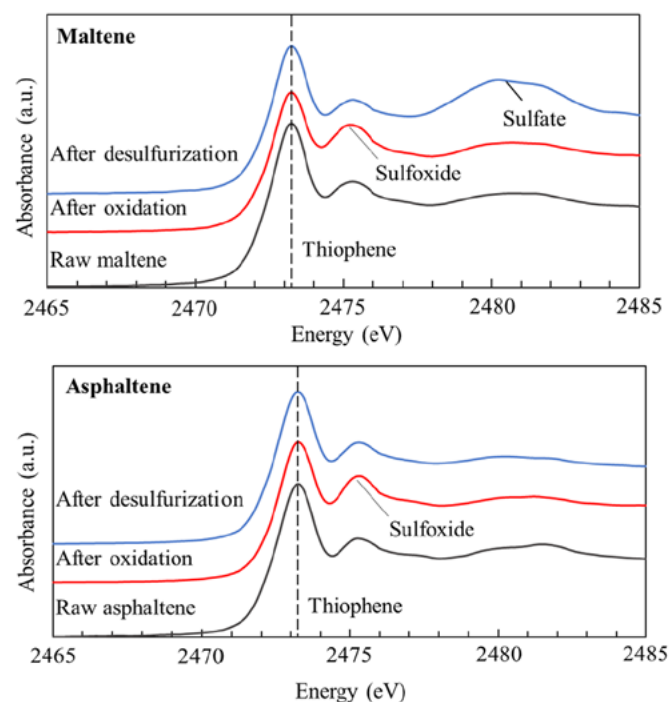 Maltene
Absorbance (a.u.)
Sulfate
After desulfurization
Sulfoxide
After oxidation
Raw maltene
Thiophene
2465 2470 2475 2480 2485
Energy (eV)
Asphaltene
Absorbance (a.u.)
After desulfurization
Sulfoxide
After oxidation
Raw asphaltene
Thiophene
2465 2470 2475 2480 2485
Energy (eV)